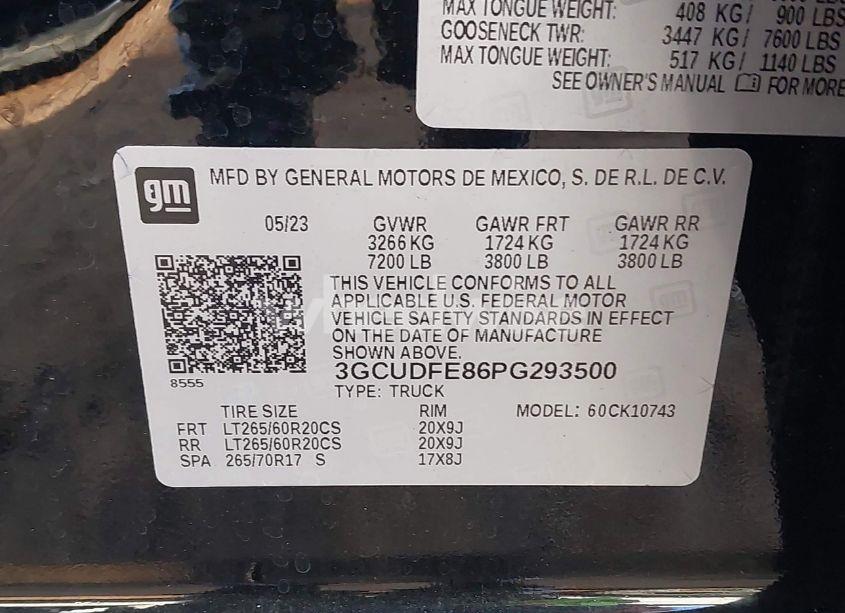 MAX TONGUE WEIGHT: 408 KG/ 900 LBS
GOOSENECK TWR: 3447 KG/ 7600 LBS
MAX TONGUE WEIGHT: 517 KG/ 1140 LBS
SEE OWNER'S MANUAL FOR MORE
gm MFD BY GENERAL MOTORS DE MEXICO, S. DE R.L. DE C.V.
05/23 GVWR GAWR FRT GAWR RR
3266 KG 1724 KG 1724 KG
7200 LB 3800 LB 3800 LB
THIS VEHICLE CONFORMS TO ALL
APPLICABLE U.S. FEDERAL MOTOR
VEHICLE SAFETY STANDARDS IN EFFECT
ON THE DATE OF MANUFACTURE
SHOWN ABOVE.
8555
3GCUDFE86PG293500
TYPE: TRUCK
TIRE SIZE RIM MODEL: 60CK10743
FRT LT265/60R20CS 20X9J
RR LT265/60R20CS 20X9J
SPA 265/70R17 S 17X8J